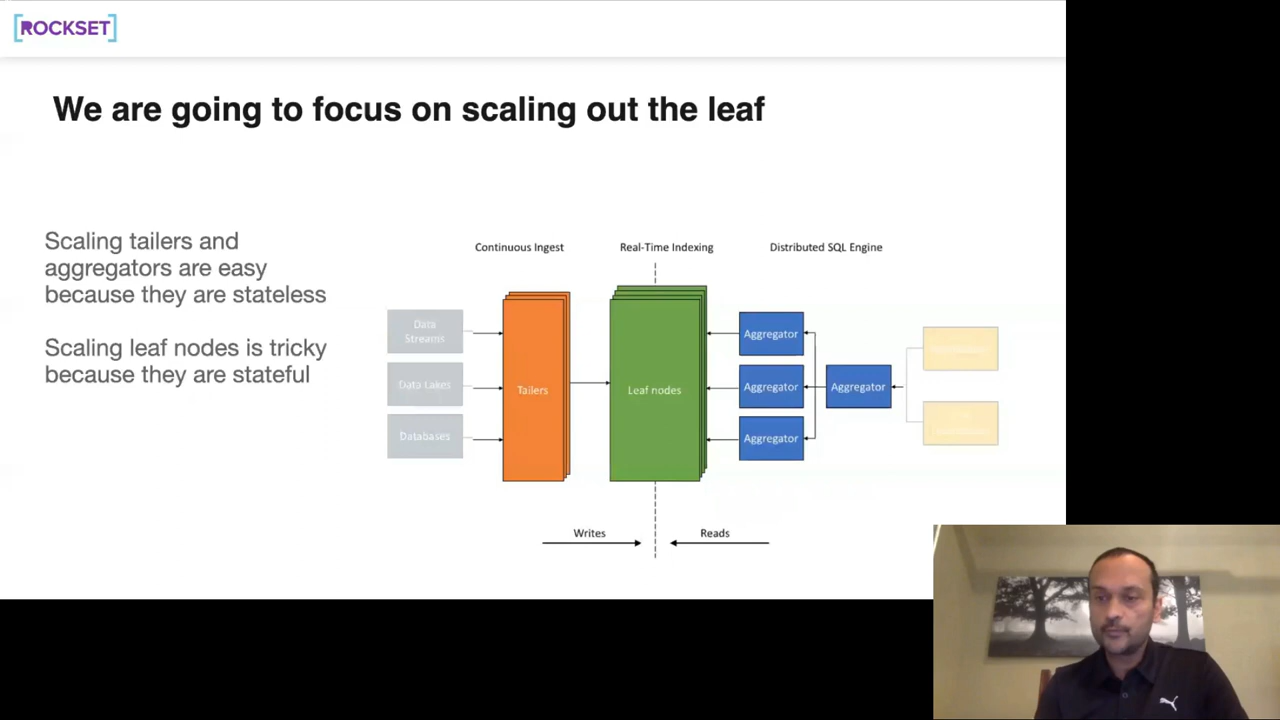 [ROCKSET]
We are going to focus on scaling out the leaf
Scaling tailers and
aggregators are easy
because they are stateless
Scaling leaf nodes is tricky
because they are stateful
Continuous Ingest
Real-Time Indexing
Distributed SQL Engine
Data
Streams
Data Lakes
Databases
Tailers
Leaf nodes
Aggregator
Aggregator
Aggregator
Aggregator
Writes
Reads